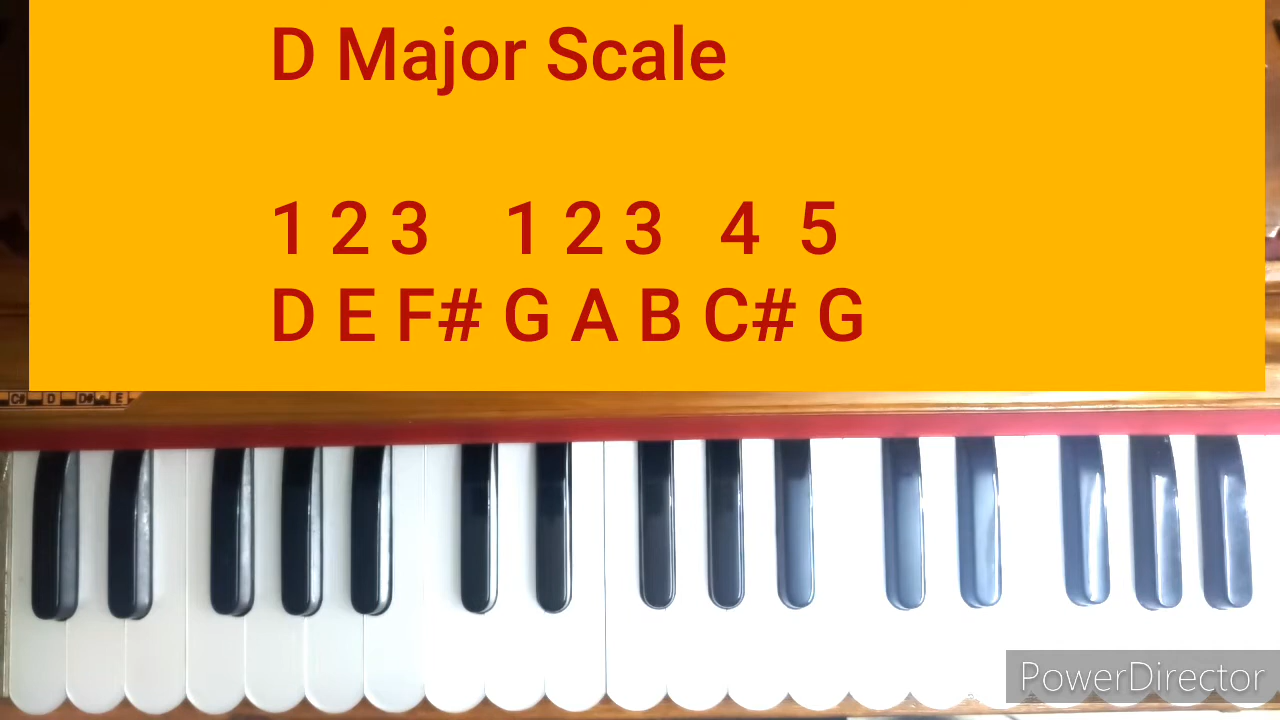 D Major Scale
1 2 3 1 2 3 4 5
D E F# G A B C# G
C# D D# E
PowerDirector